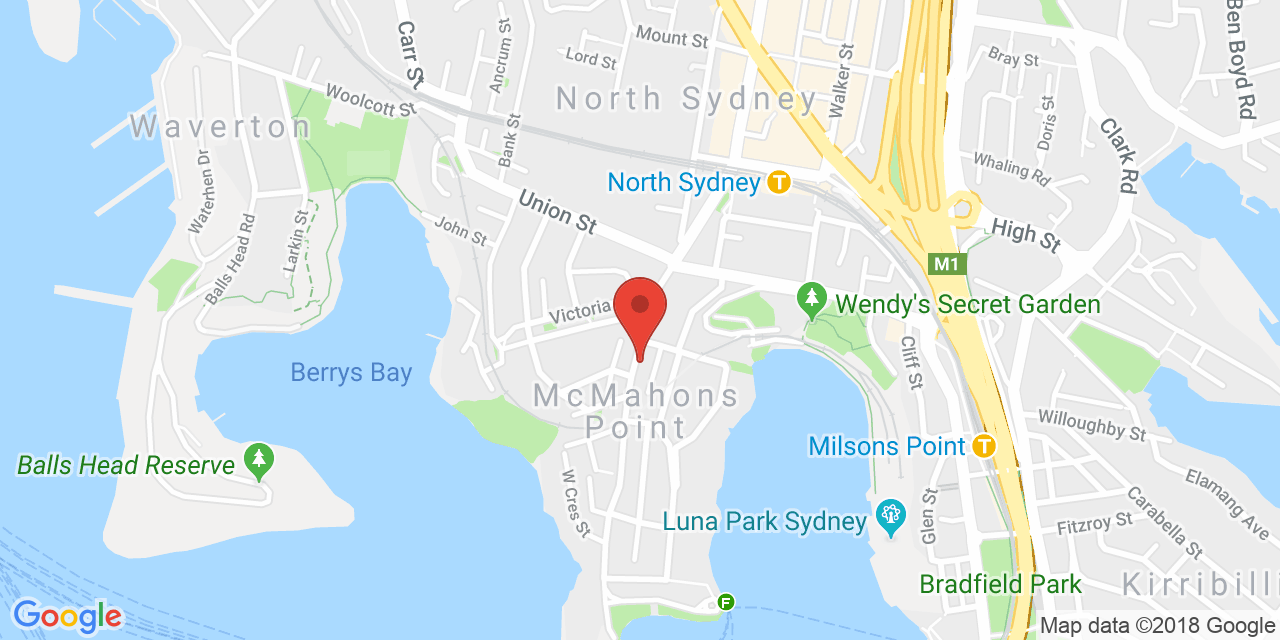 Carr St
Ancrum St
Mount St
Lord St
Walker St
Bray St
Ben Boyd Rd
Woolcott St
North Sydney
Doris St
Clark Rd
Waverton
Bank St
Whaling Rd
Waterhen Dr
North Sydney T
Union St
High St
John St
Larkin St
Balls Head Rd
M1
Victoria
Wendy's Secret Garden
Cliff St
Berrys Bay
McMahons
Point
Willoughby St
Milsons Point T
Balls Head Reserve
W Cres St
Glen St
Elamang Ave
Carabella St
Luna Park Sydney
Fitzroy St
Bradfield Park
Kirribilli
F
Google
Map data ©2018 Google